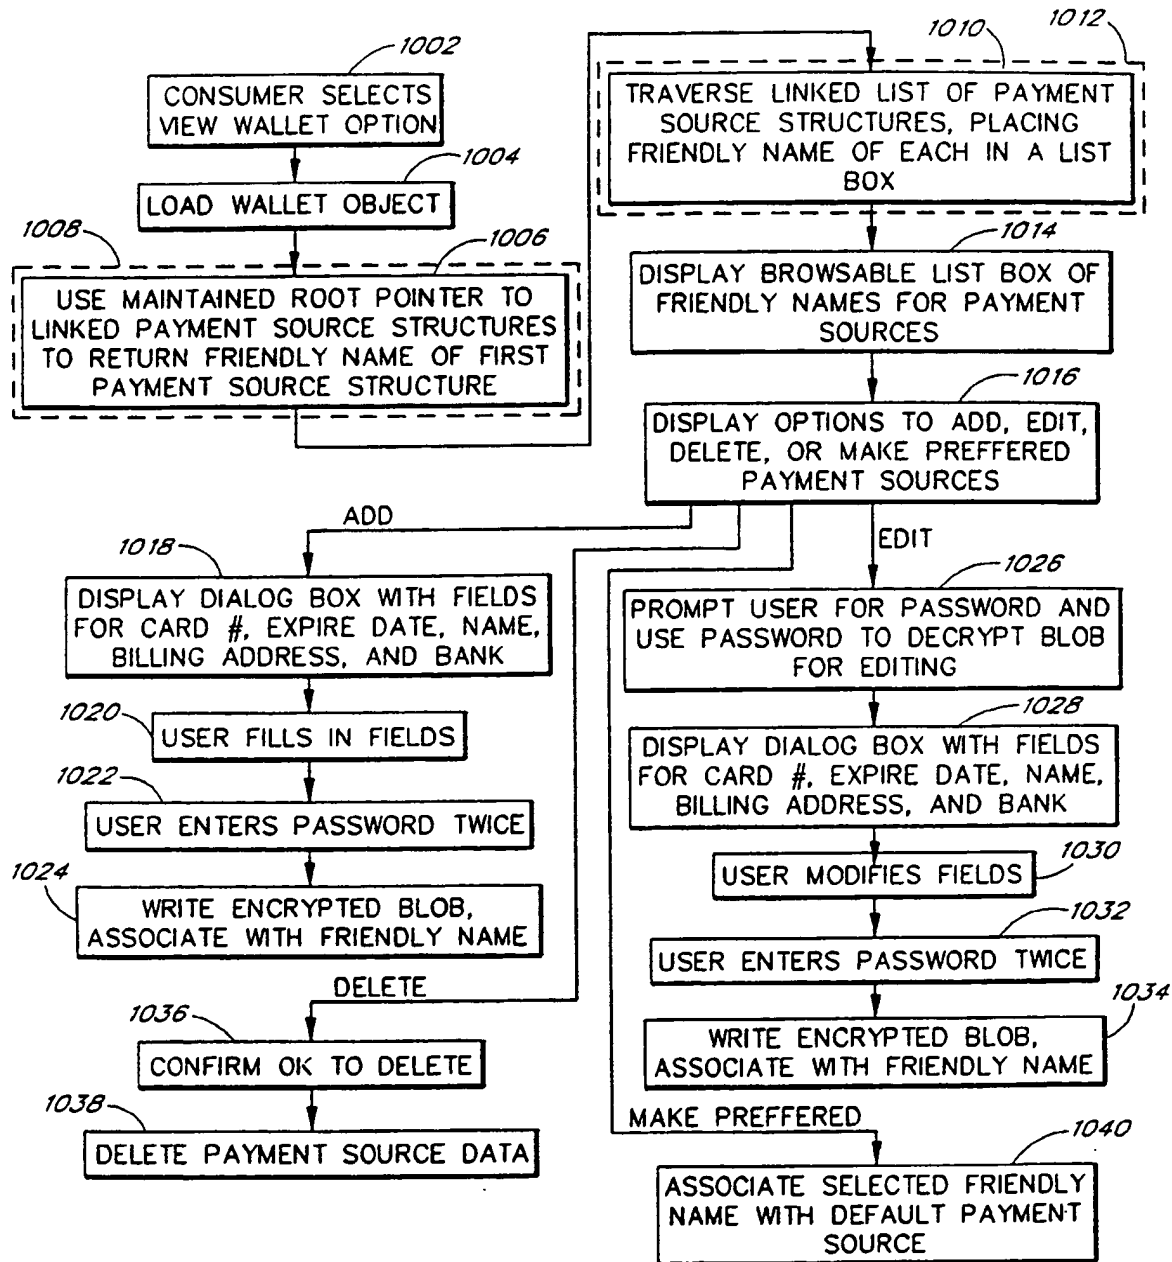 1002
CONSUMER SELECTS
VIEW WALLET OPTION
1004
LOAD WALLET OBJECT
1008
1006
USE MAINTAINED ROOT POINTER TO
LINKED PAYMENT SOURCE STRUCTURES
TO RETURN FRIENDLY NAME OF FIRST
PAYMENT SOURCE STRUCTURE
1010
1012
TRAVERSE LINKED LIST OF PAYMENT
SOURCE STRUCTURES, PLACING
FRIENDLY NAME OF EACH IN A LIST
BOX
1014
DISPLAY BROWSABLE LIST BOX OF
FRIENDLY NAMES FOR PAYMENT
SOURCES
1016
DISPLAY OPTIONS TO ADD, EDIT,
DELETE, OR MAKE PREFFERED
PAYMENT SOURCES
ADD
1018
DISPLAY DIALOG BOX WITH FIELDS
FOR CARD #, EXPIRE DATE, NAME,
BILLING ADDRESS, AND BANK
1020
USER FILLS IN FIELDS
1022
USER ENTERS PASSWORD TWICE
1024
WRITE ENCRYPTED BLOB,
ASSOCIATE WITH FRIENDLY NAME
EDIT
1026
PROMPT USER FOR PASSWORD AND
USE PASSWORD TO DECRYPT BLOB
FOR EDITING
1028
DISPLAY DIALOG BOX WITH FIELDS
FOR CARD #, EXPIRE DATE, NAME,
BILLING ADDRESS, AND BANK
1030
USER MODIFIES FIELDS
1032
USER ENTERS PASSWORD TWICE
1034
WRITE ENCRYPTED BLOB,
ASSOCIATE WITH FRIENDLY NAME
DELETE
1036
CONFIRM OK TO DELETE
1038
DELETE PAYMENT SOURCE DATA
MAKE PREFFERED
1040
ASSOCIATE SELECTED FRIENDLY
NAME WITH DEFAULT PAYMENT
SOURCE